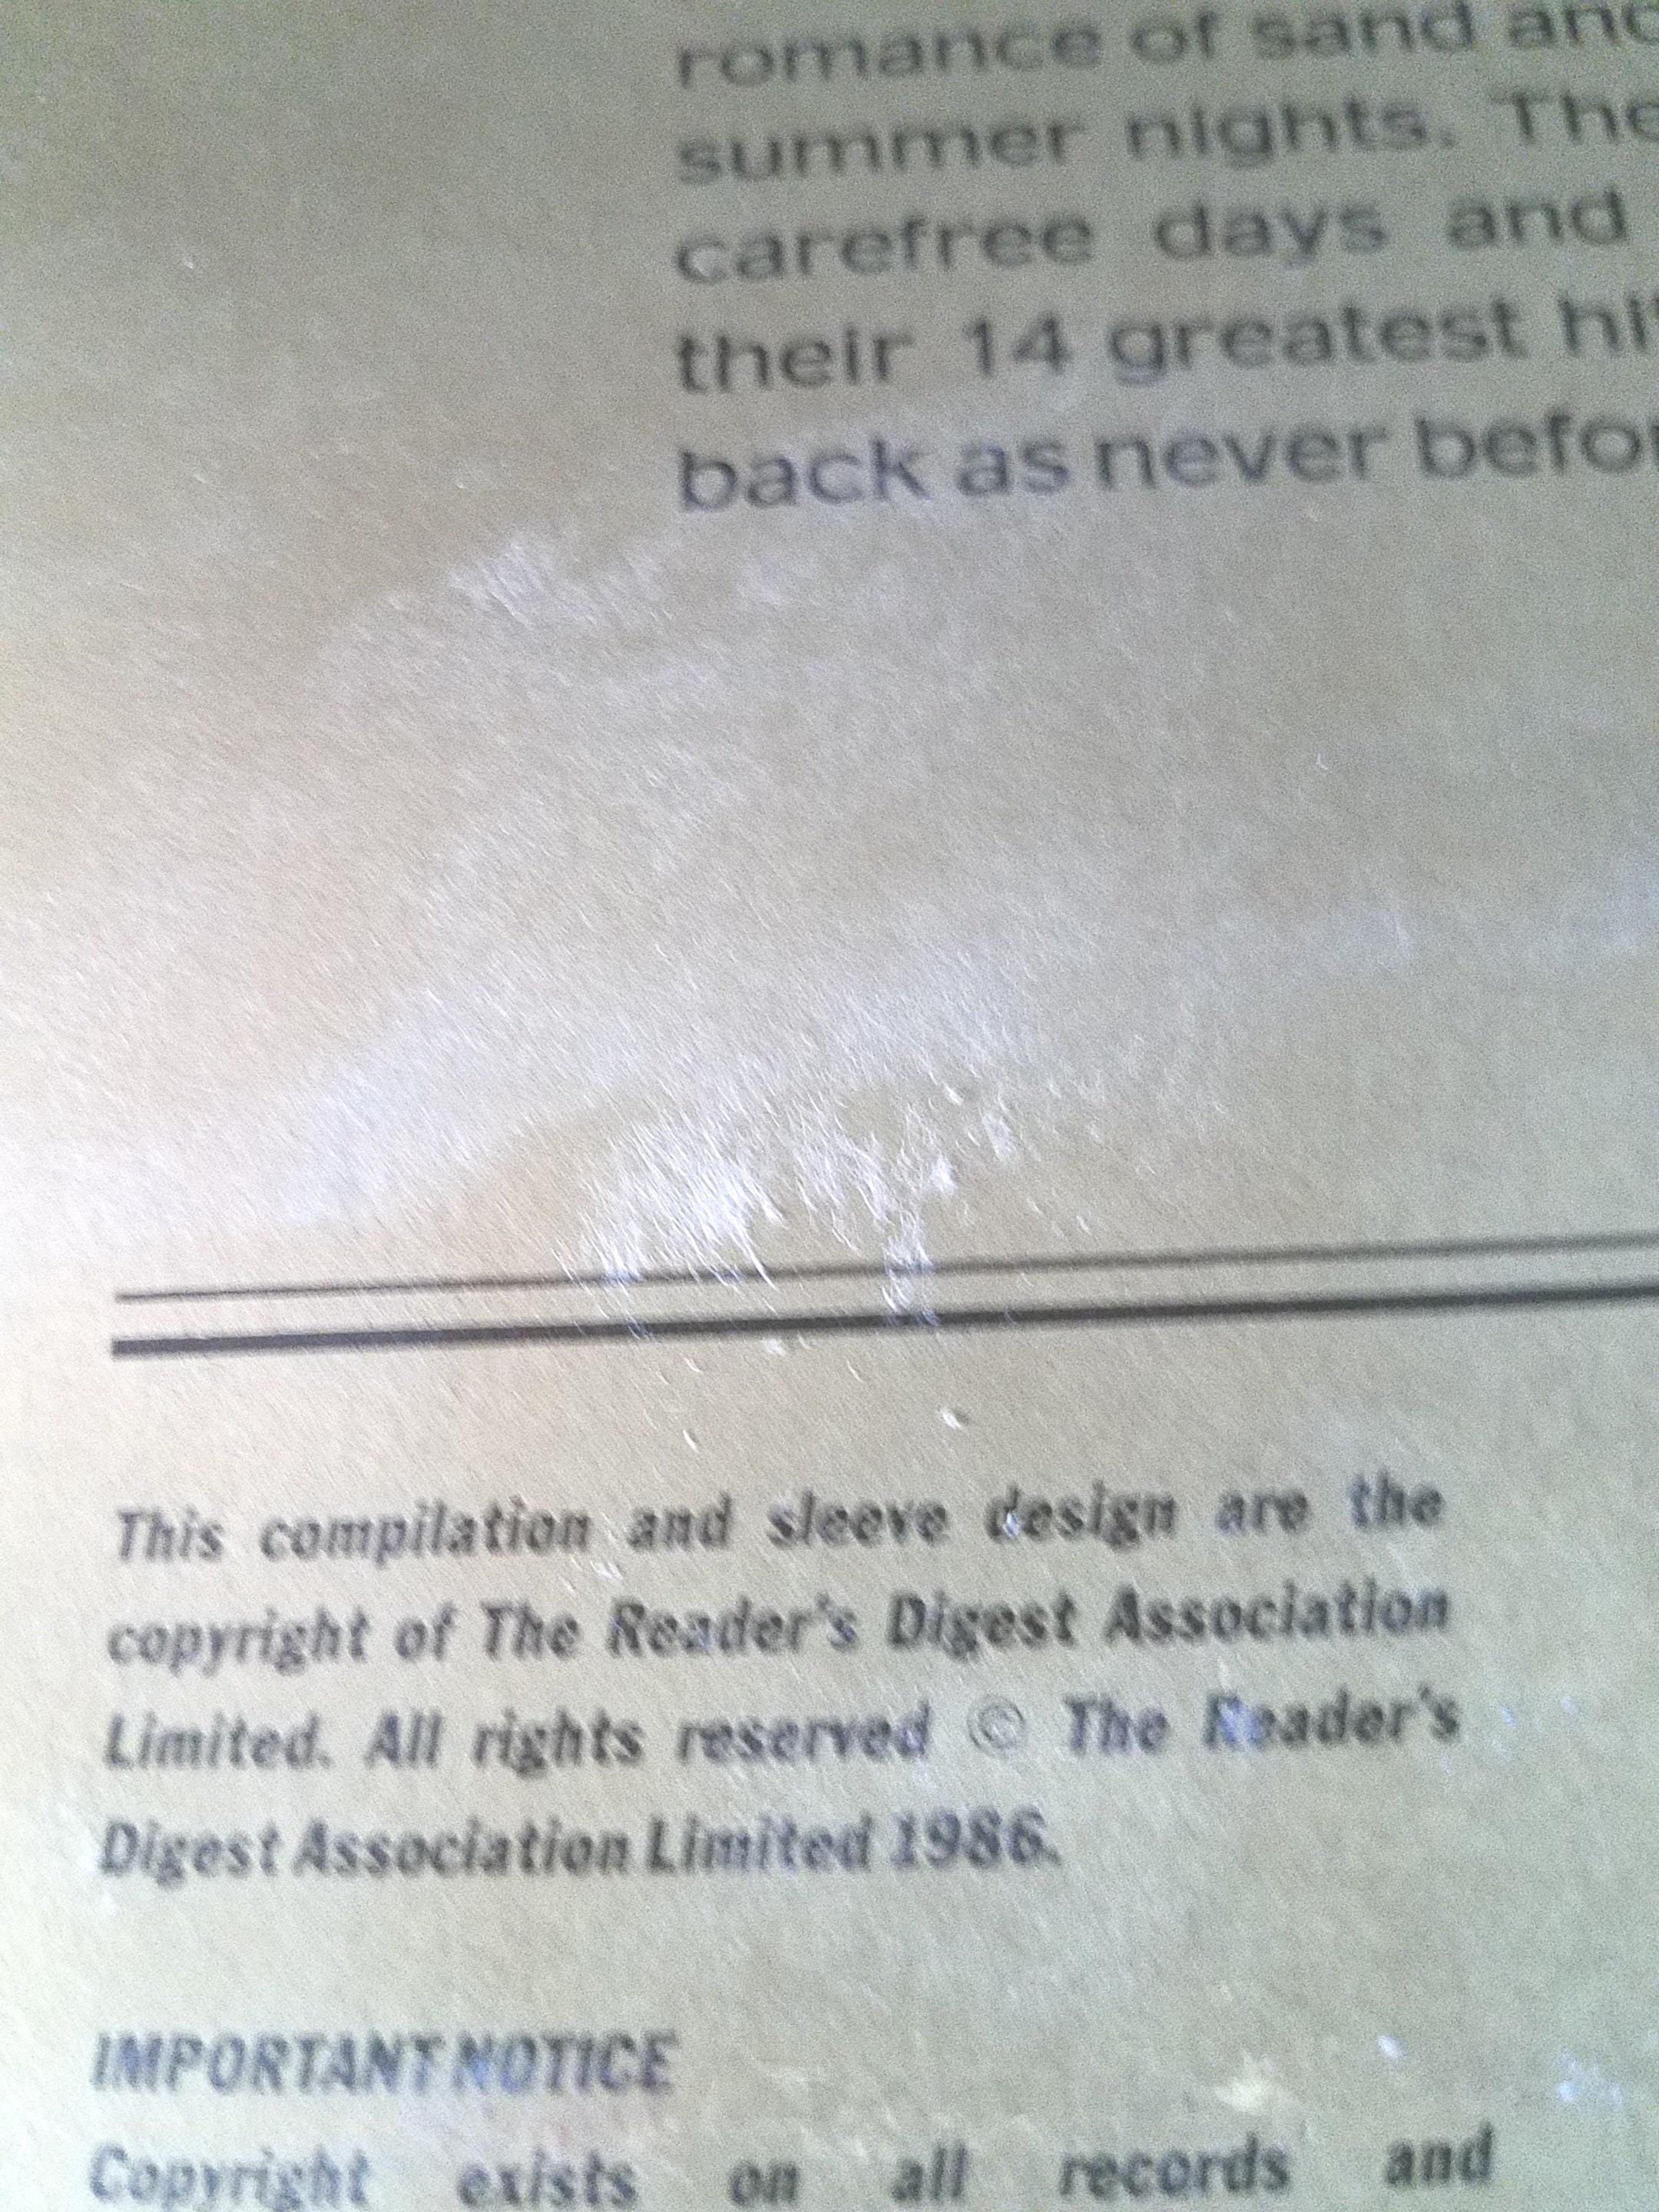 romance of sand and
summer nights. The
carefree days and
their 14 greatest hi
back as never befor
This compilation and sleeve design are the
copyright of The Reader's Digest Association
Limited. All rights reserved © The Reader's
Digest Association Limited 1986.
IMPORTANT NOTICE
Copyright exists on all records and